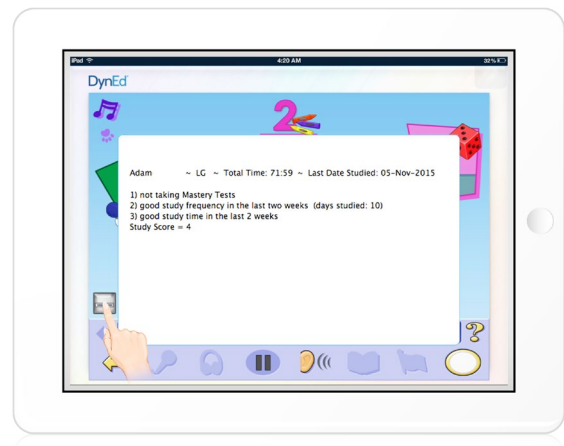 iPad 4:20 AM 32%
DynEd
2
Adam ~ LG ~ Total Time: 71:59 ~ Last Date Studied: 05-Nov-2015
1) not taking Mastery Tests
2) good study frequency in the last two weeks (days studied: 10)
3) good study time in the last 2 weeks
Study Score = 4
?